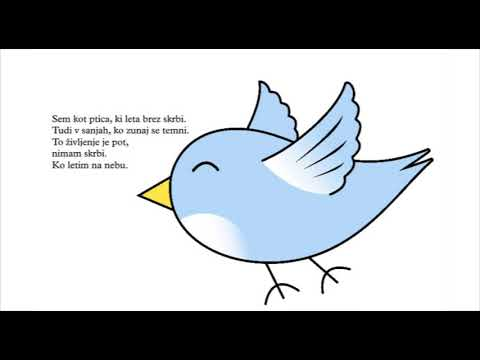 Sem kot ptica, ki leta brez skrbi.
Tudi v sanjah, ko zunaj se temni.
To življenje je pot,
nimam skrbi.
Ko letim na nebu.